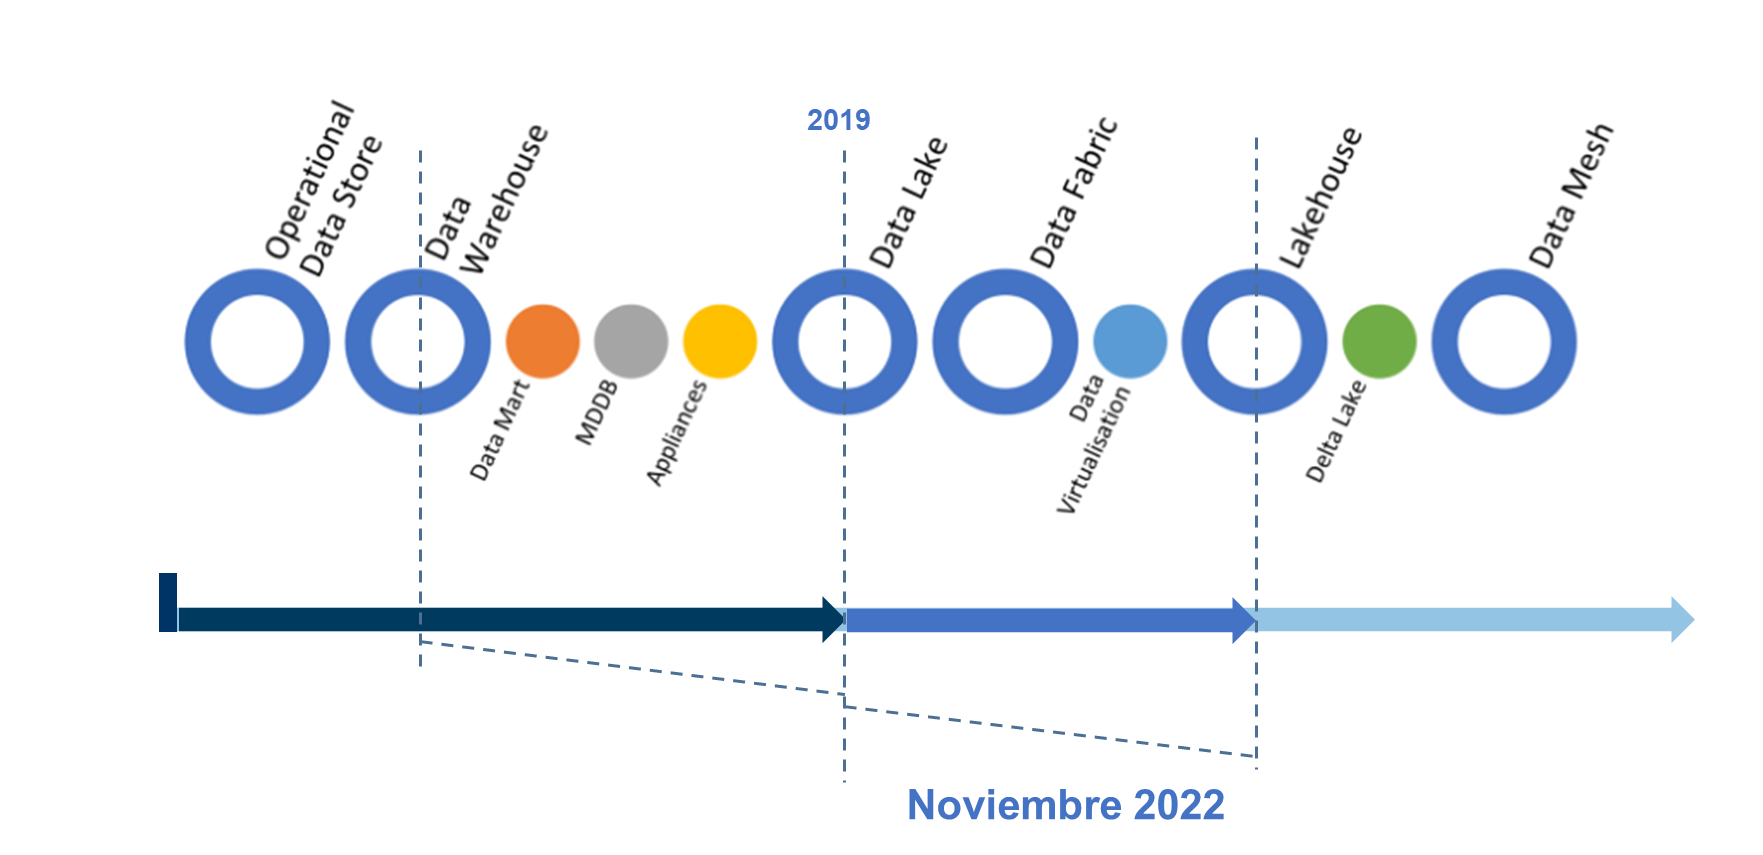 2019
Operational
Data Store
Data
Warehouse
Data Lake
Data Fabric
Lakehouse
Data Mesh
Data Mart
MDDB
Appliances
Data
Virtualisation
Delta Lake
Noviembre 2022